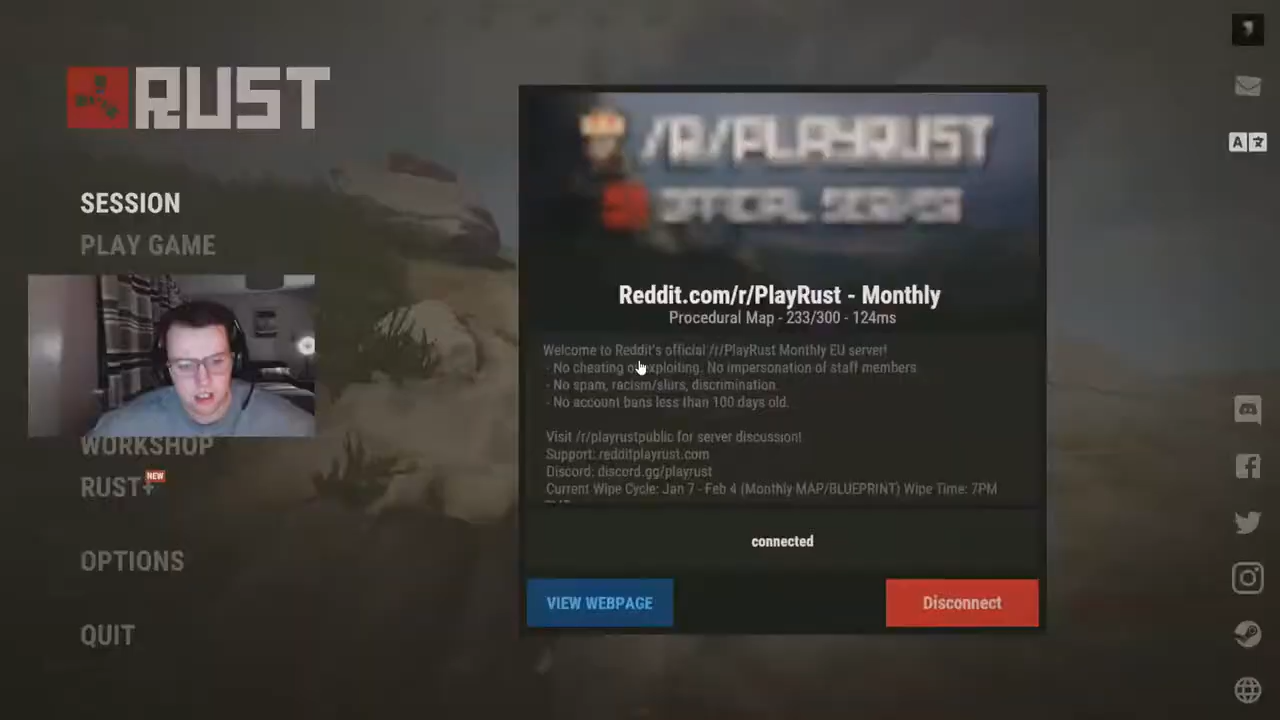 RUST
SESSION
PLAY GAME
WORKSHOP
RUST+ NEW
OPTIONS
QUIT
/R/PLAYRUST
OFFICIAL SERVER
Reddit.com/r/PlayRust - Monthly
Procedural Map - 233/300 - 124ms
Welcome to Reddit's official /r/PlayRust Monthly EU server!
- No cheating or exploiting. No impersonation of staff members
- No spam, racism/slurs, discrimination.
- No account bans less than 100 days old.
Visit /r/playrustpublic for server discussion!
Support: redditplayrust.com
Discord: discord.gg/playrust
Current Wipe Cycle: Jan 7 - Feb 4 (Monthly MAP/BLUEPRINT) Wipe Time: 7PM
connected
VIEW WEBPAGE
Disconnect
A